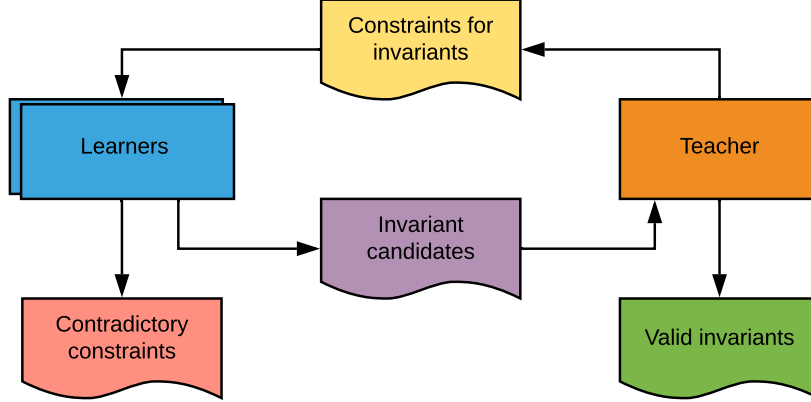 Constraints for
invariants
Learners
Teacher
Invariant
candidates
Contradictory
constraints
Valid invariants